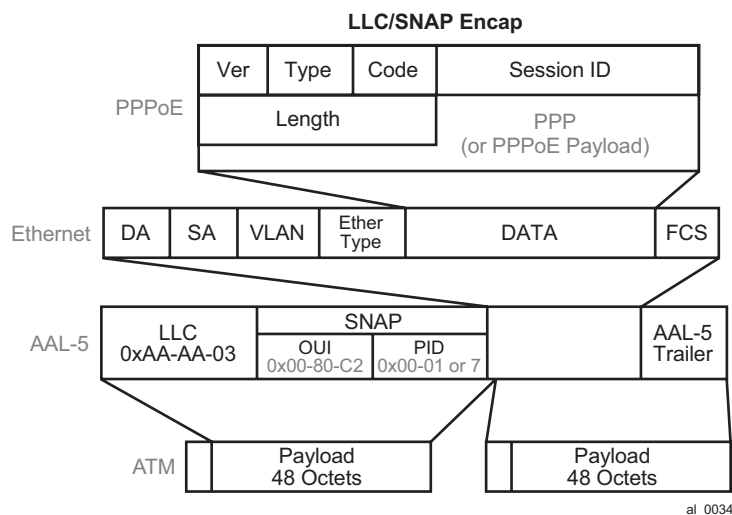 LLC/SNAP Encap
Ver Type Code Session ID
PPPoE
Length
PPP
(or PPPoE Payload)
Ethernet
DA SA VLAN
Ether
Type
DATA FCS
AAL-5
LLC
0xAA-AA-03
SNAP
OUI
0x00-80-C2
PID
0x00-01 or 7
AAL-5
Trailer
ATM
Payload
48 Octets
Payload
48 Octets
al_0034